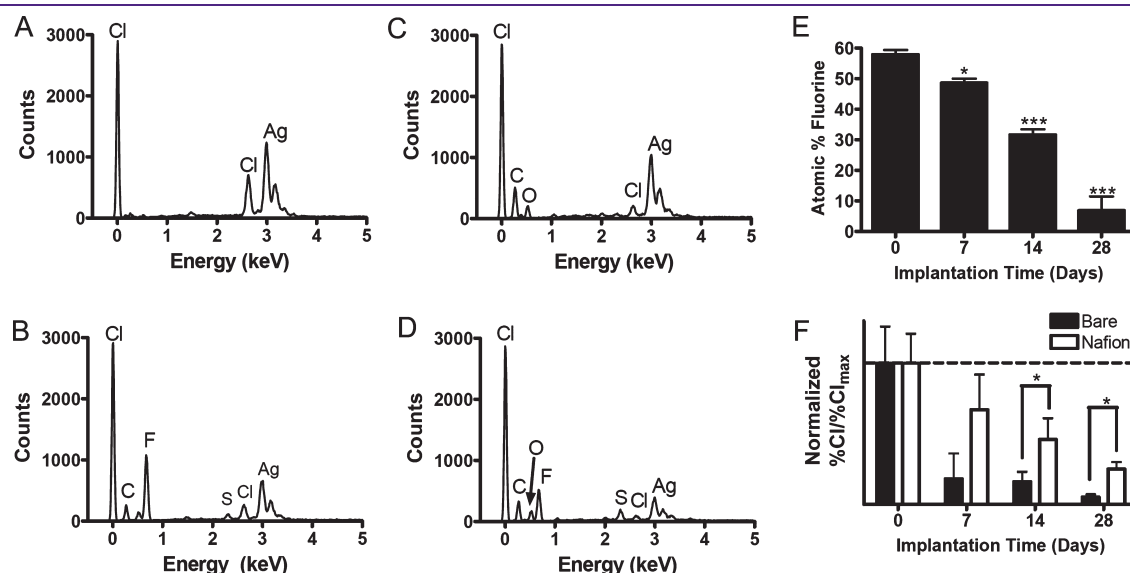 A
Cl
3000
2000
1000
0
Counts
Cl
Ag
0 1 2 3 4 5
Energy (keV)
C
Cl
3000
2000
1000
0
Counts
C
O
Cl
Ag
0 1 2 3 4 5
Energy (keV)
E
60
50
40
30
20
10
0
Atomic % Fluorine
*
***
***
0 7 14 28
Implantation Time (Days)
B
Cl
3000
2000
1000
0
Counts
C
F
S
Cl
Ag
0 1 2 3 4 5
Energy (keV)
D
Cl
3000
2000
1000
0
Counts
C
O
F
S
Cl
Ag
0 1 2 3 4 5
Energy (keV)
F
Bare
Nafion
Normalized
%Cl/%Clmax
*
*
0 7 14 28
Implantation Time (Days)